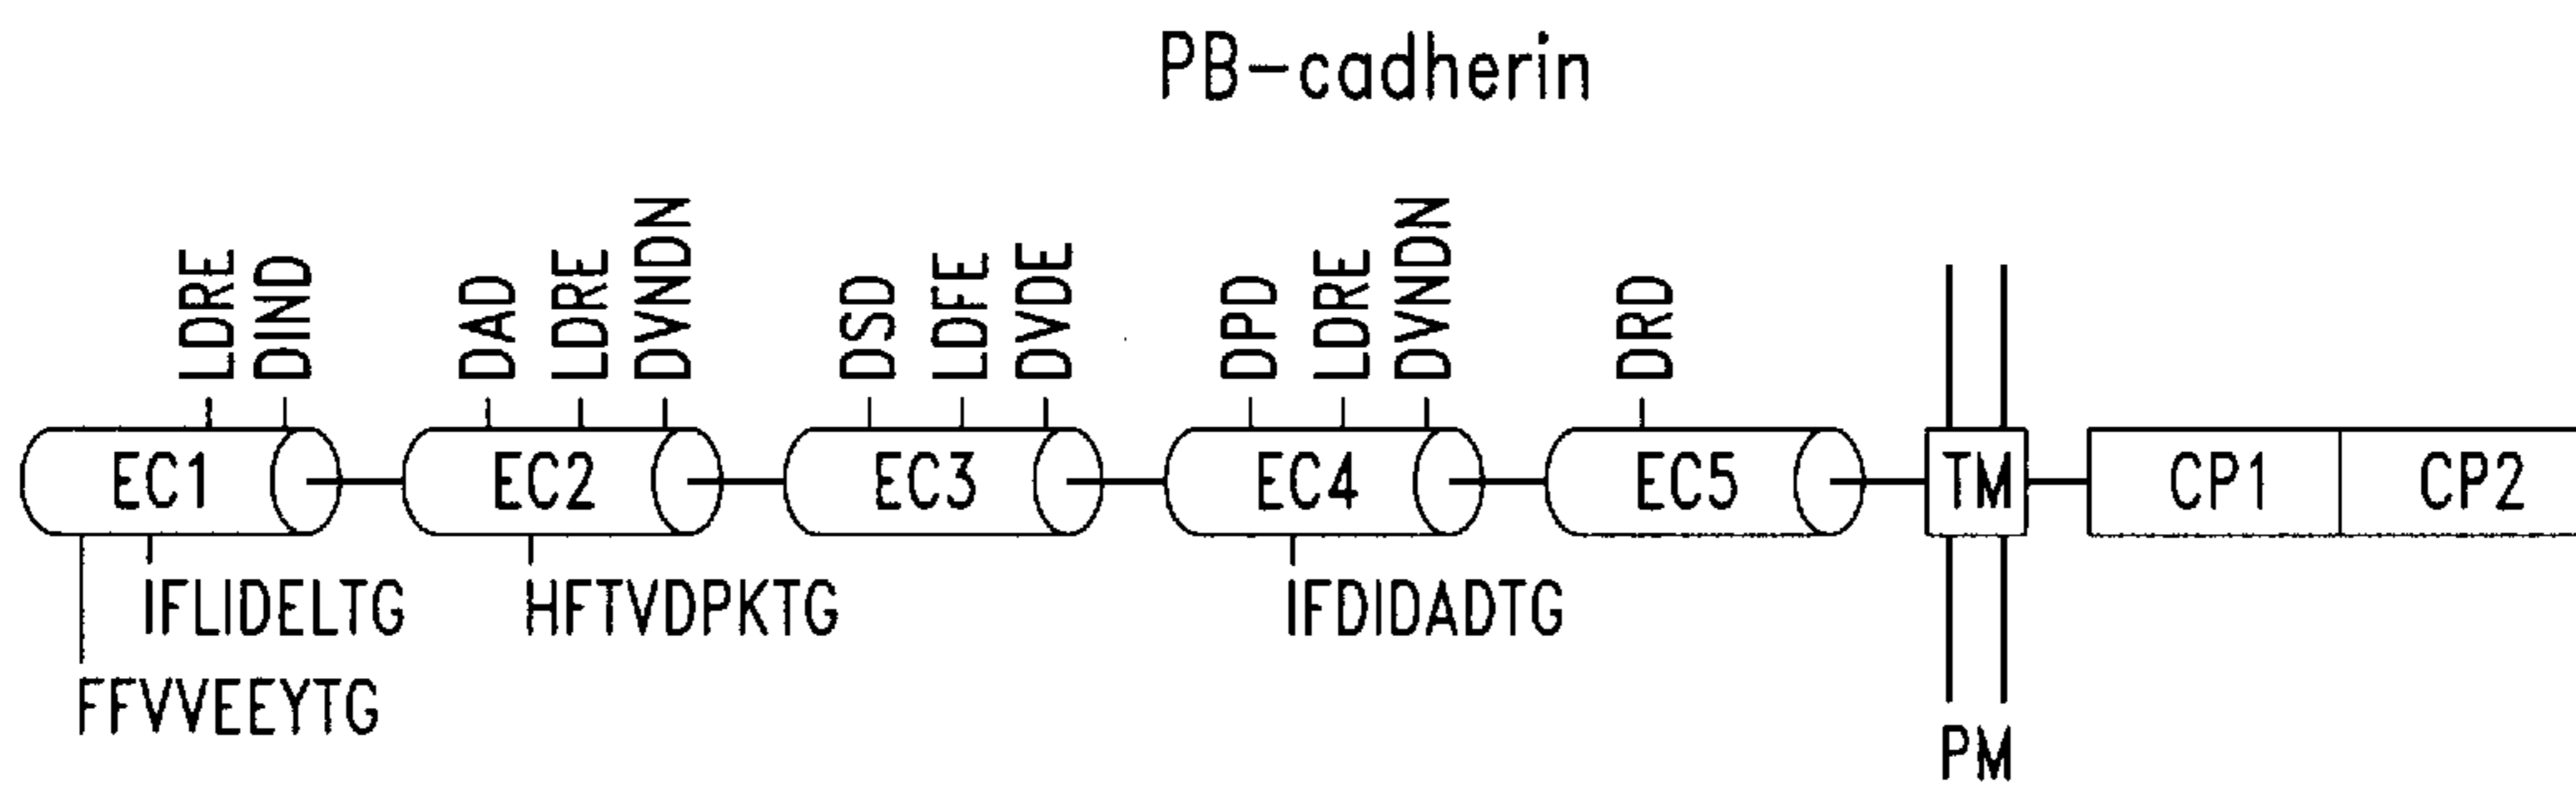 PB-cadherin
LDRE
DIND
DAD
LDRE
DVNDN
DSD
LDFE
DVDE
DPD
LDRE
DVNDN
DRD
EC1
EC2
EC3
EC4
EC5
TM
CP1
CP2
IFLIDELTG
HFTVDPKTG
IFDIDADTG
FFVVEEYTG
PM